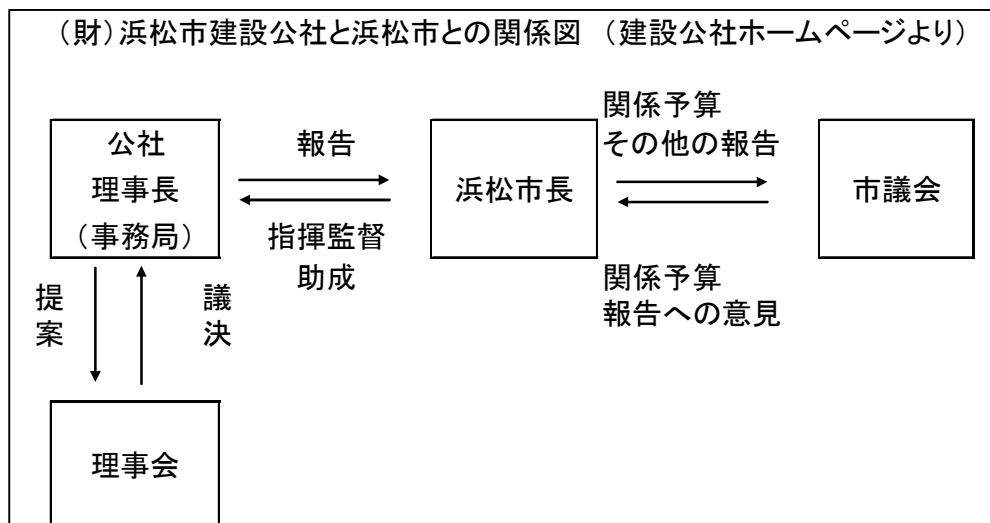 （財）浜松市建設公社と浜松市との関係図　（建設公社ホームページより）
公社
理事長
（事務局）
報告
指揮監督
助成
浜松市長
関係予算
その他の報告
関係予算
報告への意見
市議会
提案
議決
理事会